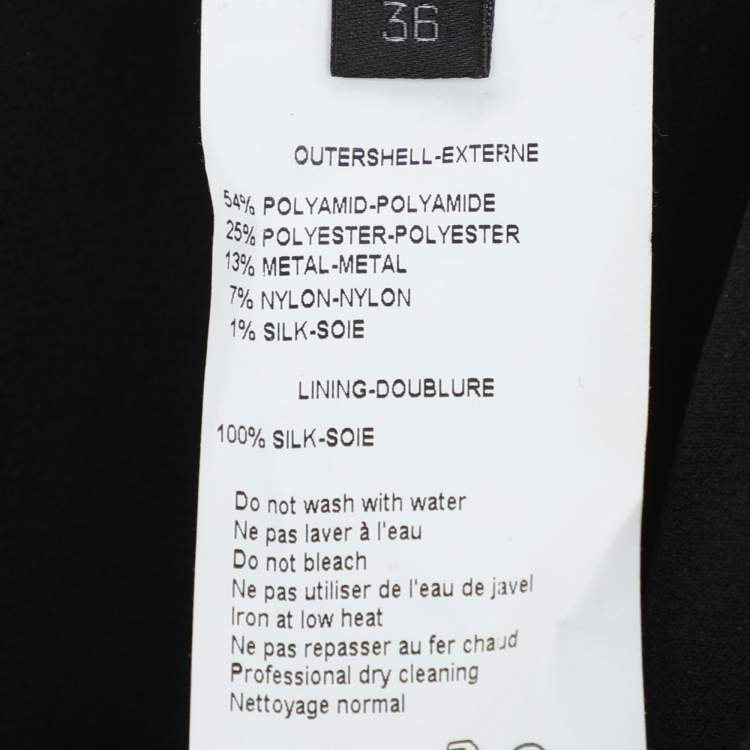 36
OUTERSHELL-EXTERNE
54% POLYAMID-POLYAMIDE
25% POLYESTER-POLYESTER
13% METAL-METAL
7% NYLON-NYLON
1% SILK-SOIE
LINING-DOUBLURE
100% SILK-SOIE
Do not wash with water
Ne pas laver à l'eau
Do not bleach
Ne pas utiliser de l'eau de javel
Iron at low heat
Ne pas repasser au fer chaud
Professional dry cleaning
Nettoyage normal